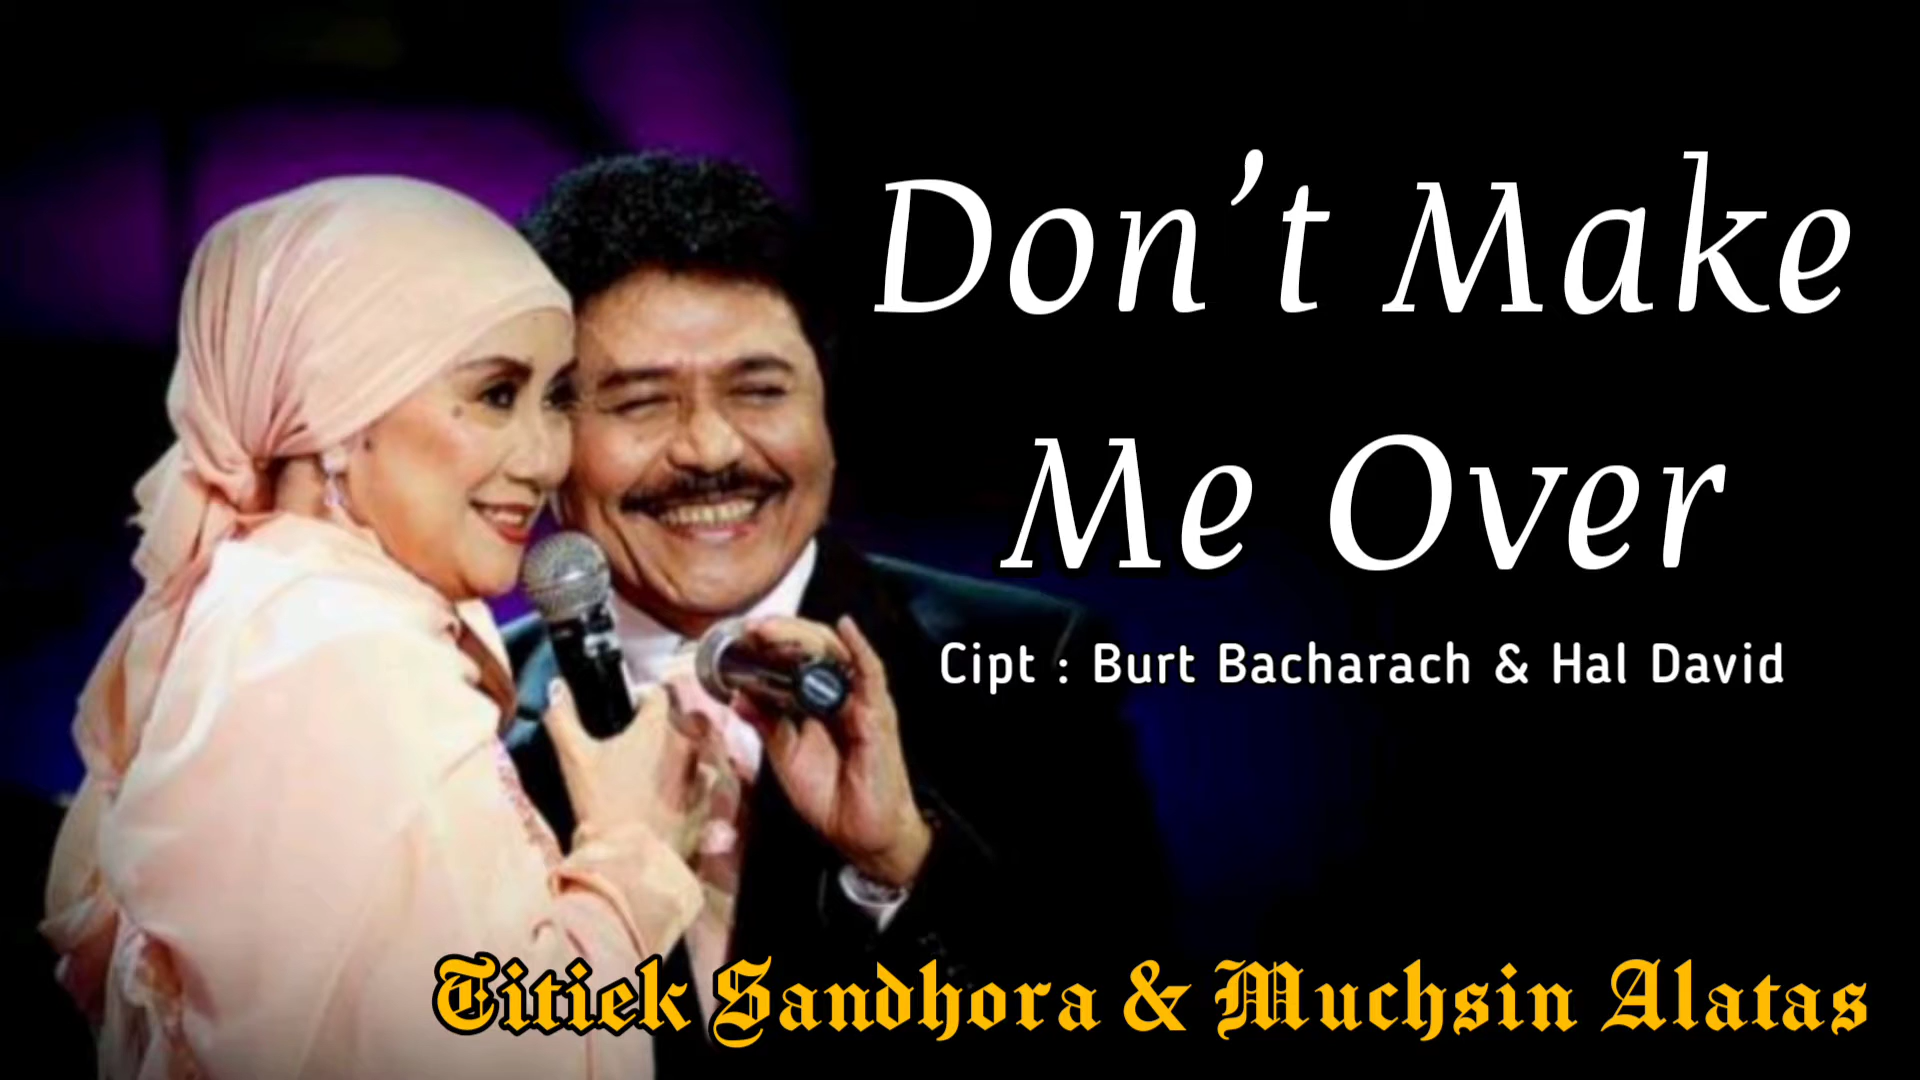 Don't Make
Me Over
Cipt : Burt Bacharach & Hal David
Titiek Sandhora & Muchsin Alatas